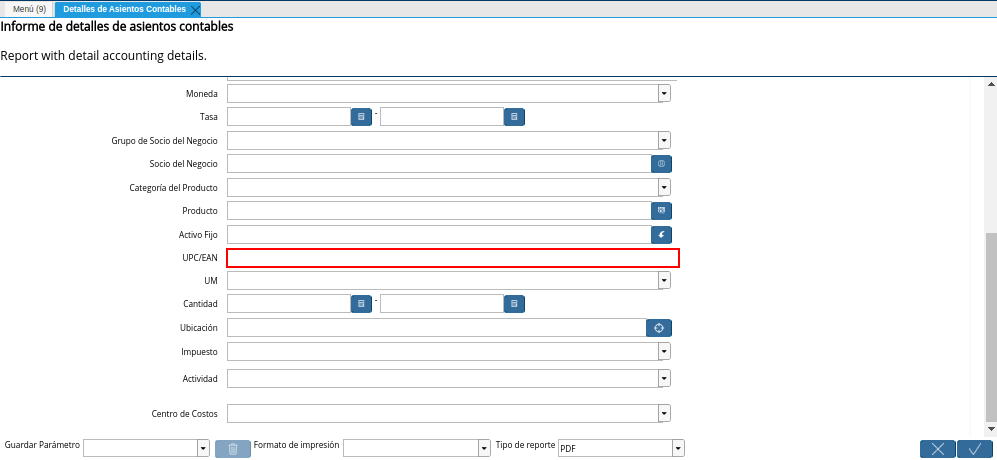 Menú (9)
Detalles de Asientos Contables
Informe de detalles de asientos contables
Report with detail accounting details.
Moneda
Tasa
-
Grupo de Socio del Negocio
Socio del Negocio
Categoría del Producto
Producto
Activo Fijo
UPC/EAN
UM
Cantidad
-
Ubicación
Impuesto
Actividad
Centro de Costos
Guardar Parámetro
Formato de impresión
Tipo de reporte
PDF